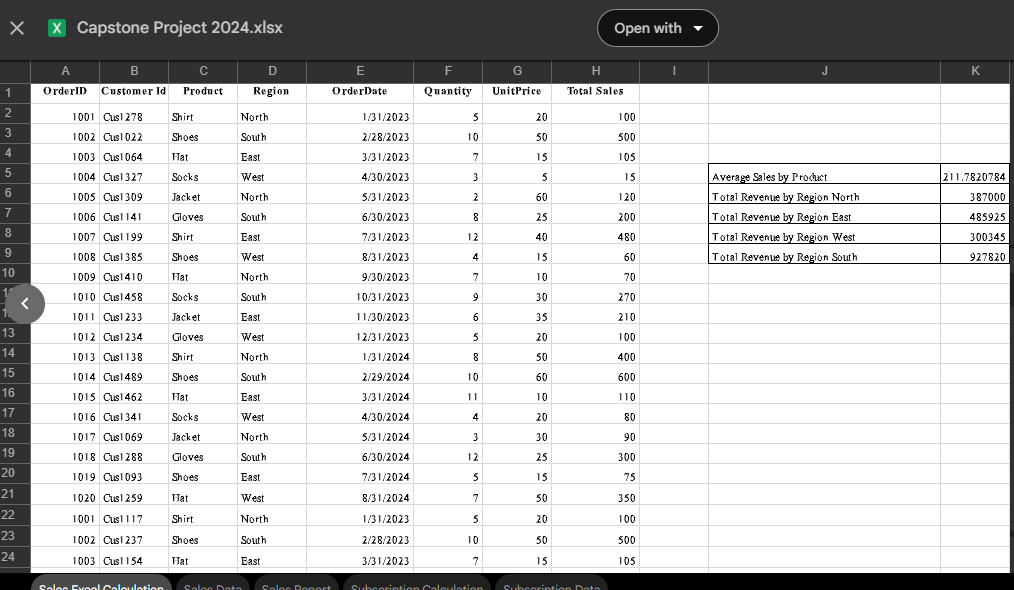 Capstone Project 2024.xlsx
Open with
A B C D E F G H I J K
1 OrderID Customer Id Product Region OrderDate Quantity UnitPrice Total Sales
2 1001 Cus1278 Shirt North 1/31/2023 5 20 100
3 1002 Cus1022 Shoes South 2/28/2023 10 50 500
4 1003 Cus1064 Hat East 3/31/2023 7 15 105
5 1004 Cus1327 Socks West 4/30/2023 3 5 15 Average Sales by Product 211.7820784
6 1005 Cus1309 Jacket North 5/31/2023 2 60 120 Total Revenue by Region North 387000
7 1006 Cus1141 Gloves South 6/30/2023 8 25 200 Total Revenue by Region East 485925
8 1007 Cus1199 Shirt East 7/31/2023 12 40 480 Total Revenue by Region West 300345
9 1008 Cus1385 Shoes West 8/31/2023 4 15 60 Total Revenue by Region South 927820
10 1009 Cus1410 Hat North 9/30/2023 7 10 70
1010 Cus1458 Socks South 10/31/2023 9 30 270
1011 Cus1233 Jacket East 11/30/2023 6 35 210
13 1012 Cus1234 Gloves West 12/31/2023 5 20 100
14 1013 Cus1138 Shirt North 1/31/2024 8 50 400
15 1014 Cus1489 Shoes South 2/29/2024 10 60 600
16 1015 Cus1462 Hat East 3/31/2024 11 10 110
17 1016 Cus1341 Socks West 4/30/2024 4 20 80
18 1017 Cus1069 Jacket North 5/31/2024 3 30 90
19 1018 Cus1288 Gloves South 6/30/2024 12 25 300
20 1019 Cus1093 Shoes East 7/31/2024 5 15 75
21 1020 Cus1259 Hat West 8/31/2024 7 50 350
22 1001 Cus1117 Shirt North 1/31/2023 5 20 100
23 1002 Cus1237 Shoes South 2/28/2023 10 50 500
24 1003 Cus1154 Hat East 3/31/2023 7 15 105
Sales Excel Calculation Sales Data Sales Report Subscription Calculation Subscription Data